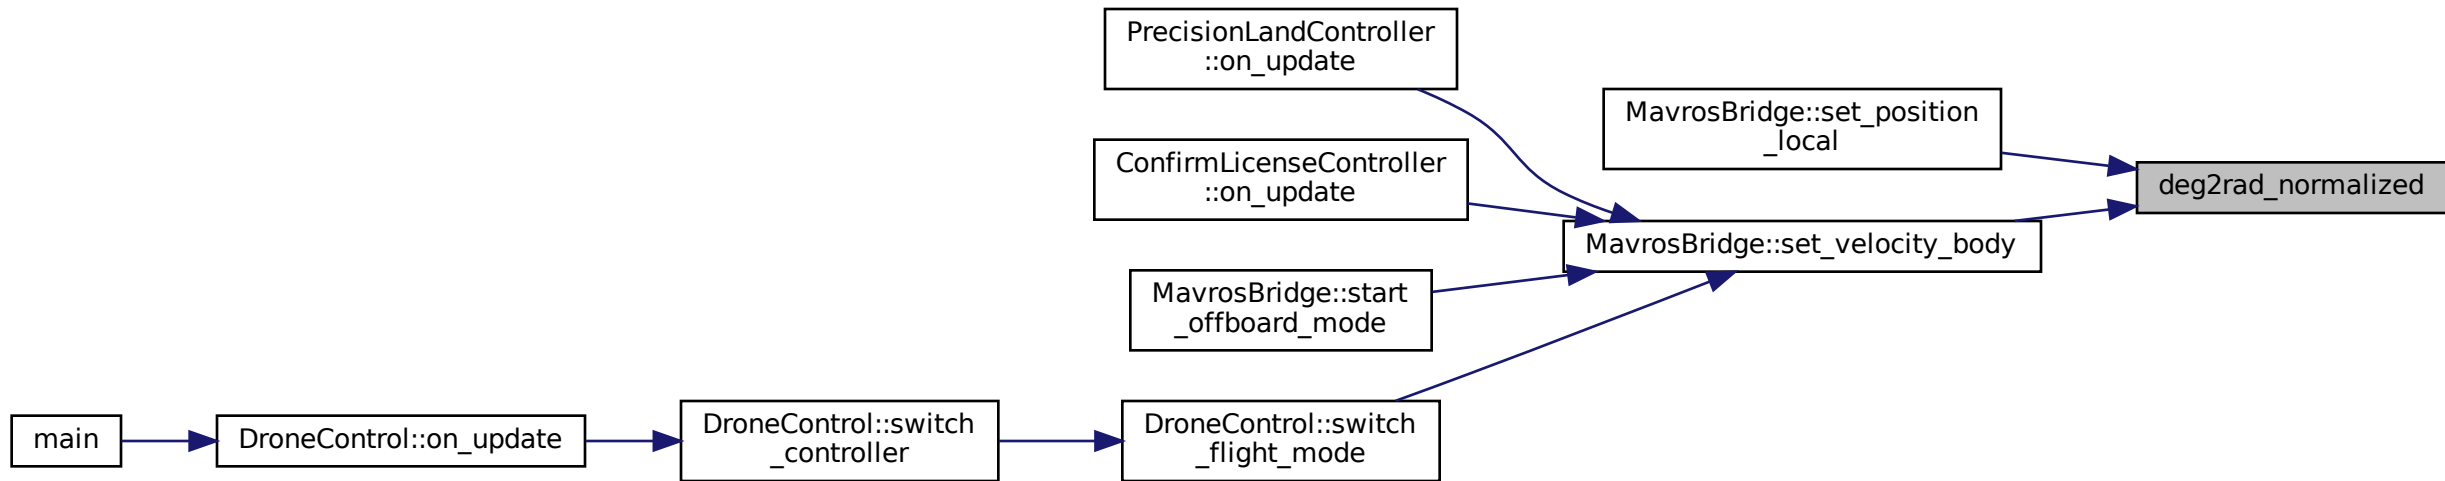 PrecisionLandController
::on_update
MavrosBridge::set_position
_local
ConfirmLicenseController
::on_update
deg2rad_normalized
MavrosBridge::set_velocity_body
MavrosBridge::start
_offboard_mode
main
DroneControl::on_update
DroneControl::switch
_controller
DroneControl::switch
_flight_mode